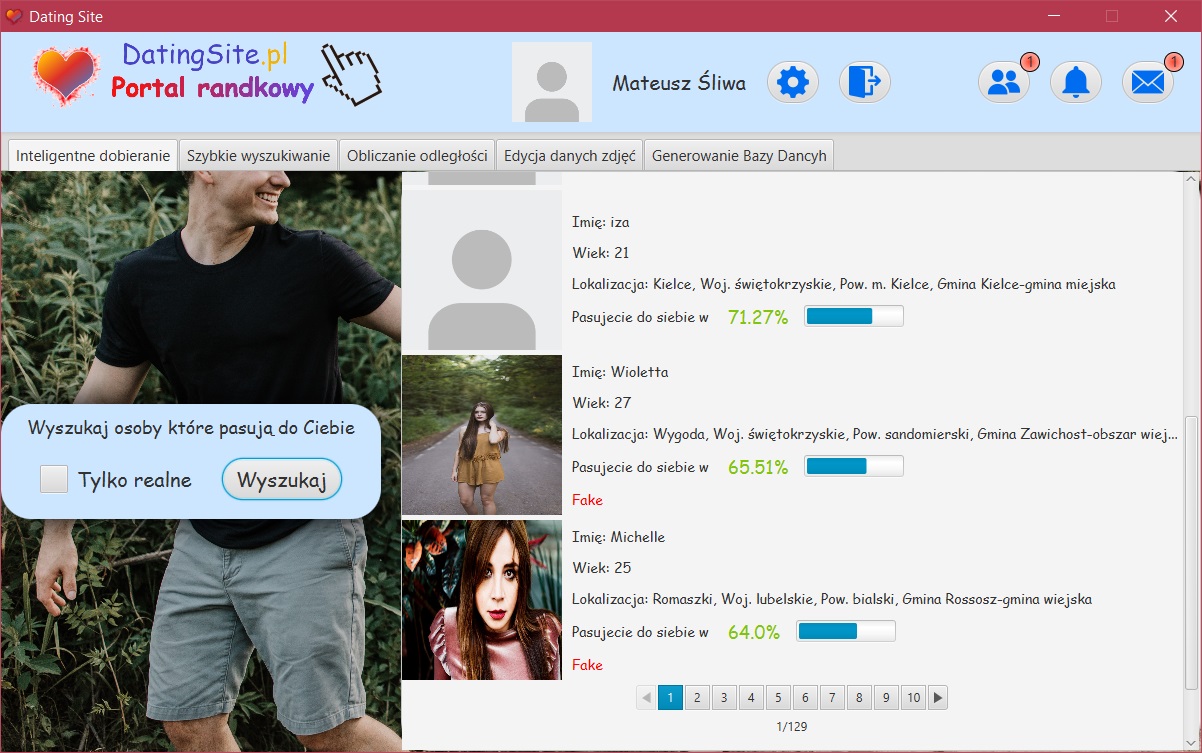 Dating Site
DatingSite.pl
Portal randkowy
Mateusz Śliwa
1
1
Inteligentne dobieranie
Szybkie wyszukiwanie
Obliczanie odległości
Edycja danych zdjęć
Generowanie Bazy Dancyh
Wyszukaj osoby które pasują do Ciebie
Tylko realne
Wyszukaj
Imię: iza
Wiek: 21
Lokalizacja: Kielce, Woj. świętokrzyskie, Pow. m. Kielce, Gmina Kielce-gmina miejska
Pasujecie do siebie w 71.27%
Imię: Wioletta
Wiek: 27
Lokalizacja: Wygoda, Woj. świętokrzyskie, Pow. sandomierski, Gmina Zawichost-obszar wiej...
Pasujecie do siebie w 65.51%
Fake
Imię: Michelle
Wiek: 25
Lokalizacja: Romaszki, Woj. lubelskie, Pow. bialski, Gmina Rossosz-gmina wiejska
Pasujecie do siebie w 64.0%
Fake
1 2 3 4 5 6 7 8 9 10
1/129